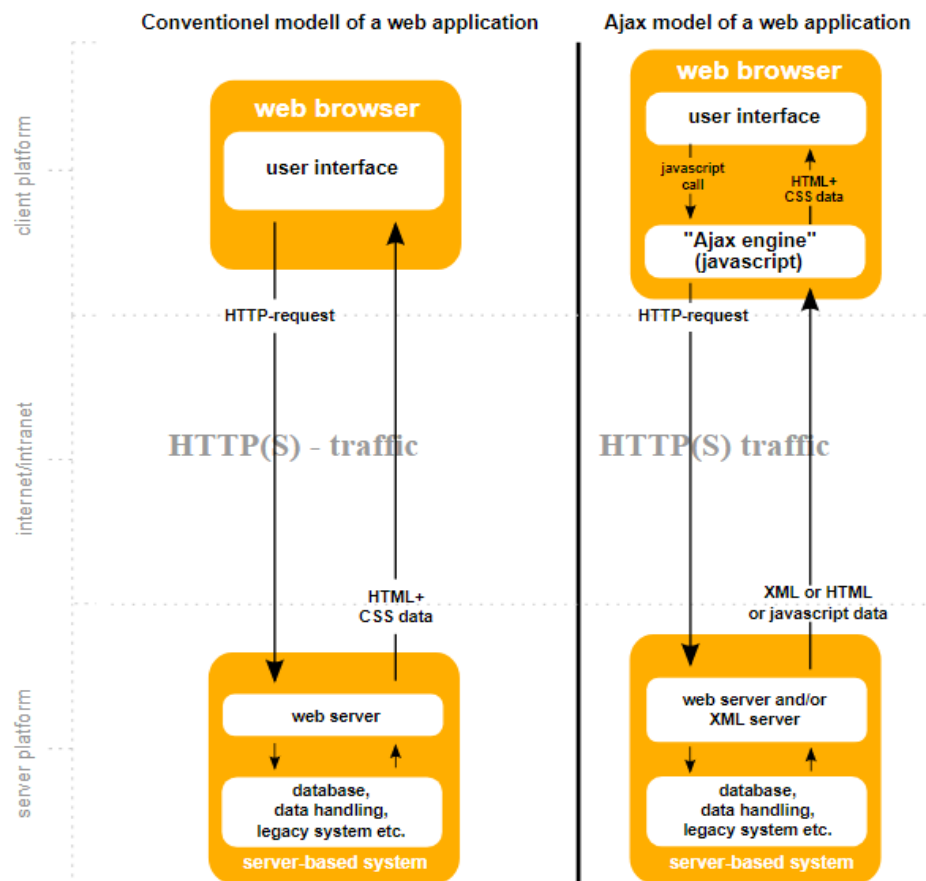 Conventionel modell of a web application
Ajax model of a web application
client platform
internet/intranet
server platform
web browser
user interface
HTTP-request
HTTP(S) - traffic
HTML+
CSS data
web server
database,
data handling,
legacy system etc.
server-based system
web browser
user interface
javascript
call
HTML+
CSS data
"Ajax engine"
(javascript)
HTTP-request
HTTP(S) traffic
XML or HTML
or javascript data
web server and/or
XML server
database,
data handling,
legacy system etc.
server-based system